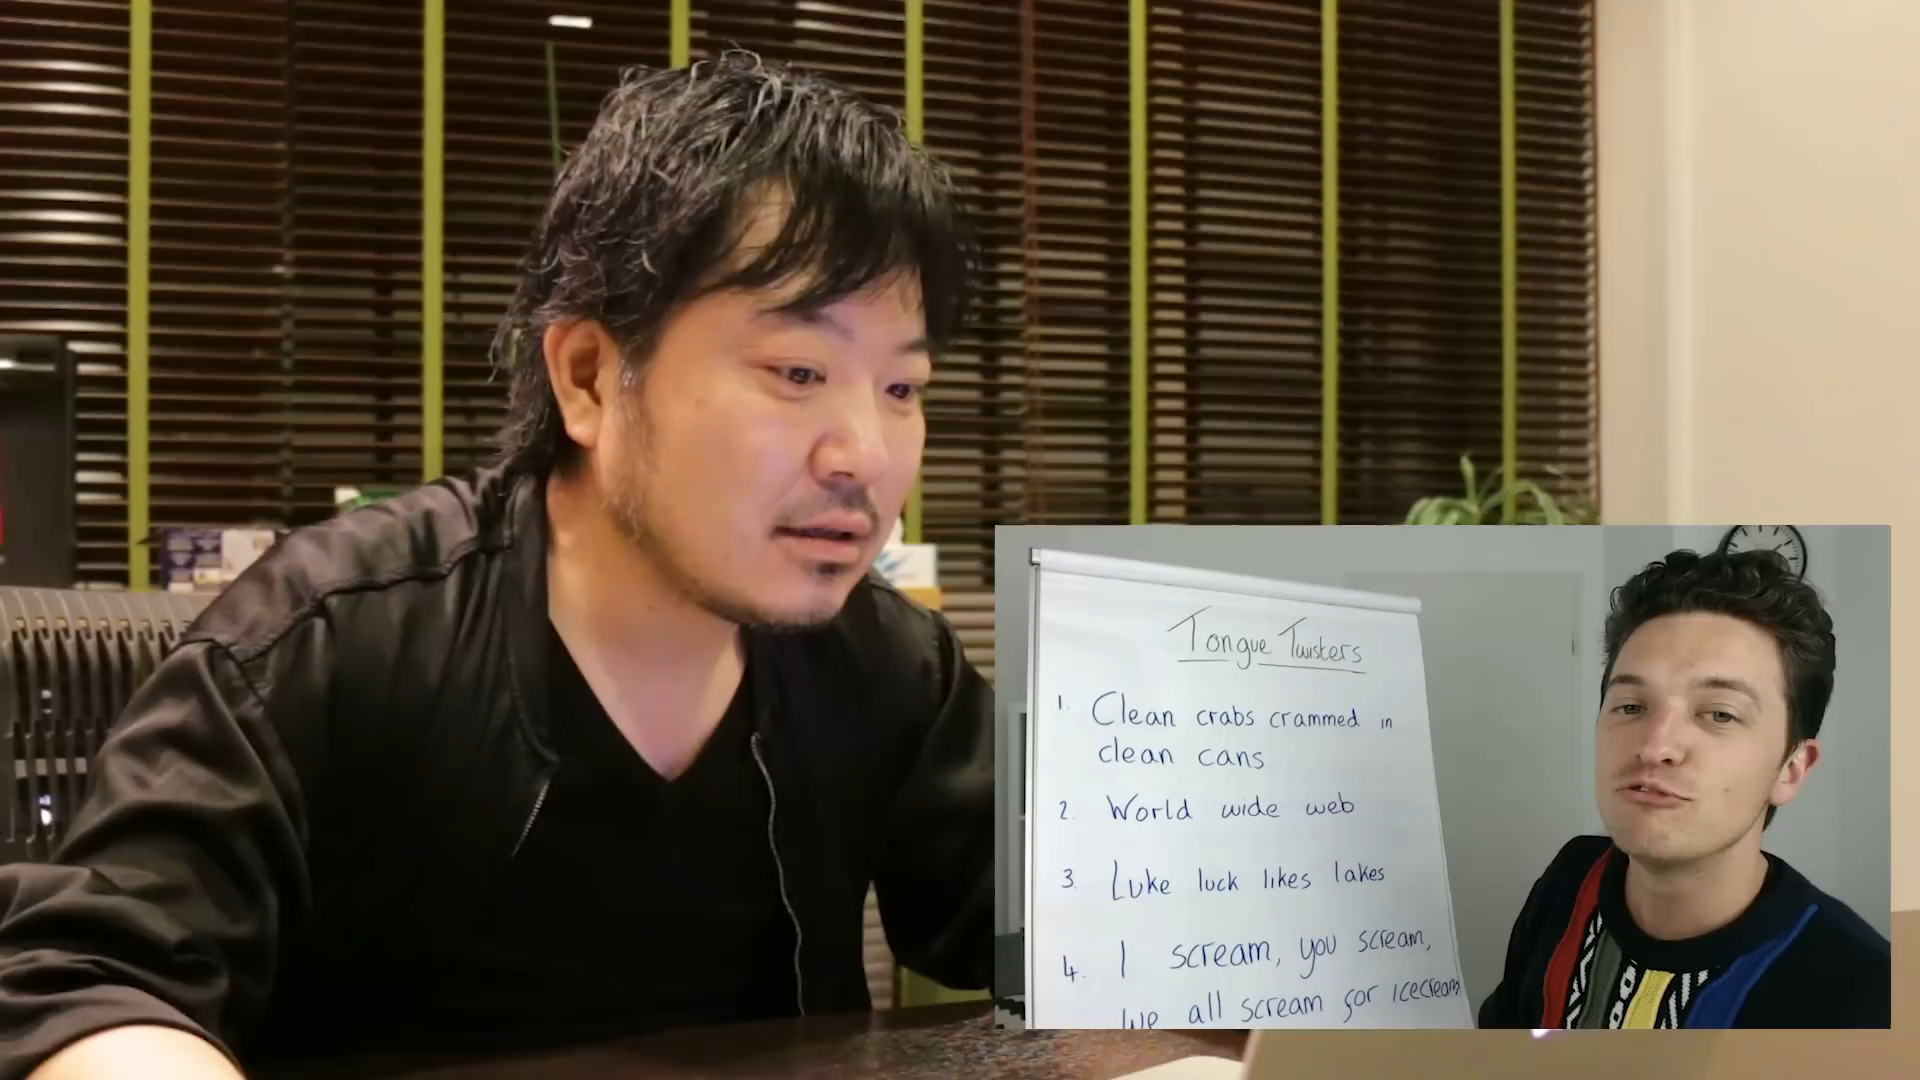 Tongue Twisters
1. Clean crabs crammed in
clean cans.
2. World wide web
3. Luke luck likes lakes
4. I scream, you scream,
we all scream for icecream